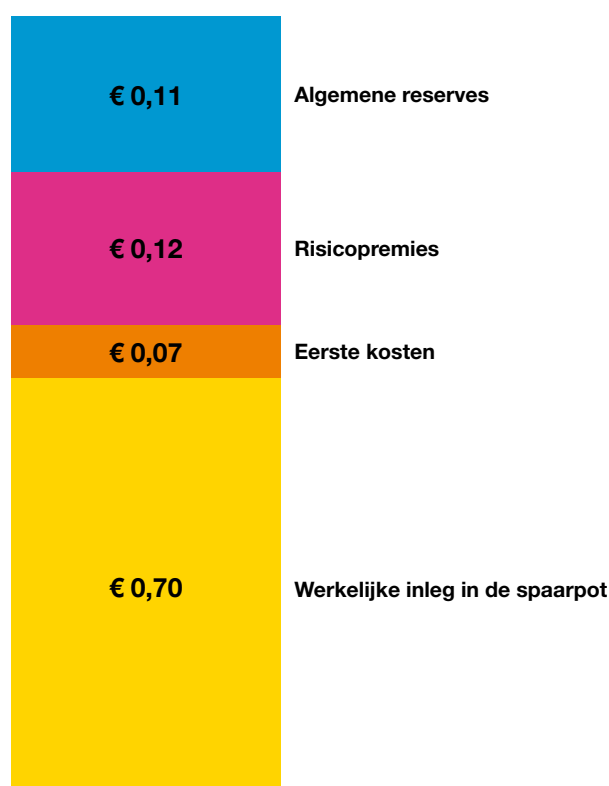 € 0,11 Algemene reserves
€ 0,12 Risicopremies
€ 0,07 Eerste kosten
€ 0,70 Werkelijke inleg in de spaarpot